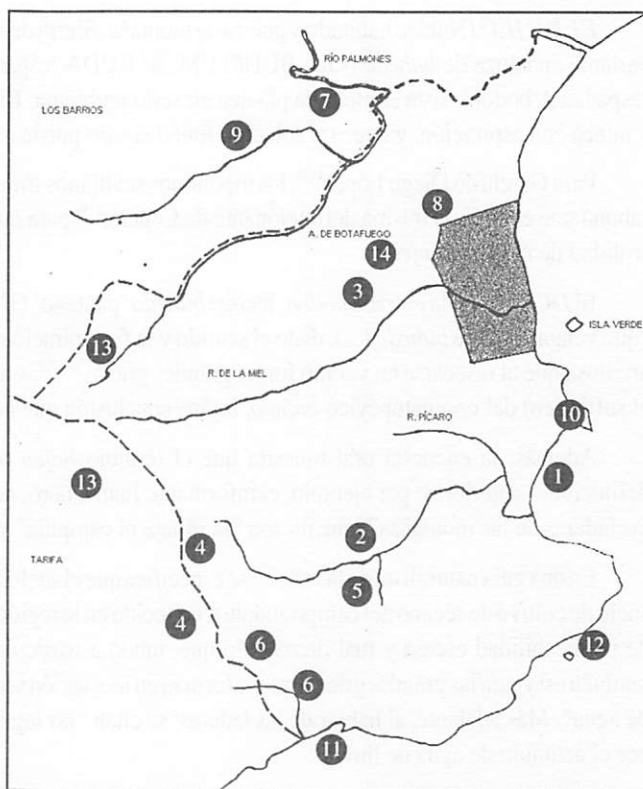 RÍO PALMONES
7
LOS BARRIOS
9
8
A. DE BOTAFUEGO
14
3
ISLA VERDE
13
R. DE LA MIEL
10
R. PÍCARO
13
1
2
4
TARIFA
5
4
6
12
6
11